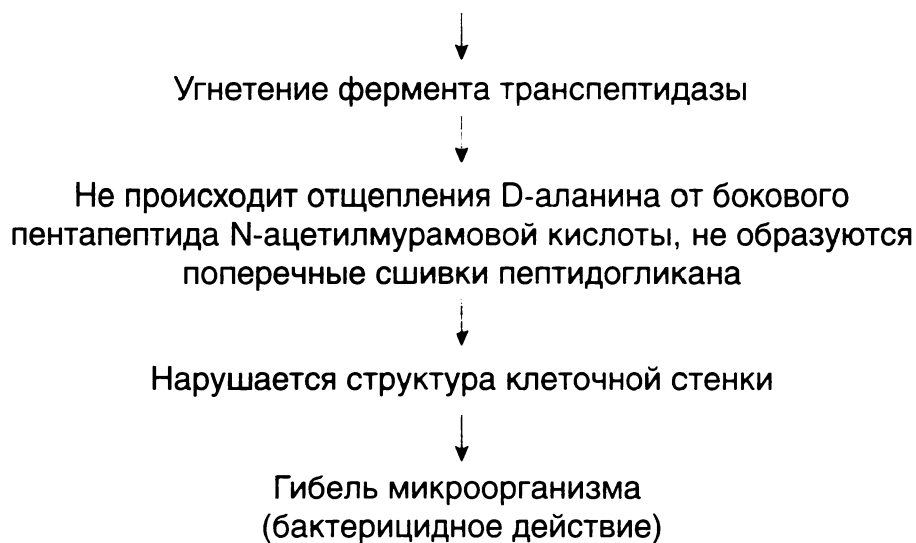 Угнетение фермента транспептидазы
Не происходит отщепления D-аланина от бокового
пентапептида N-ацетилмурамовой кислоты, не образуются
поперечные сшивки пептидогликана
Нарушается структура клеточной стенки
Гибель микроорганизма
(бактерицидное действие)